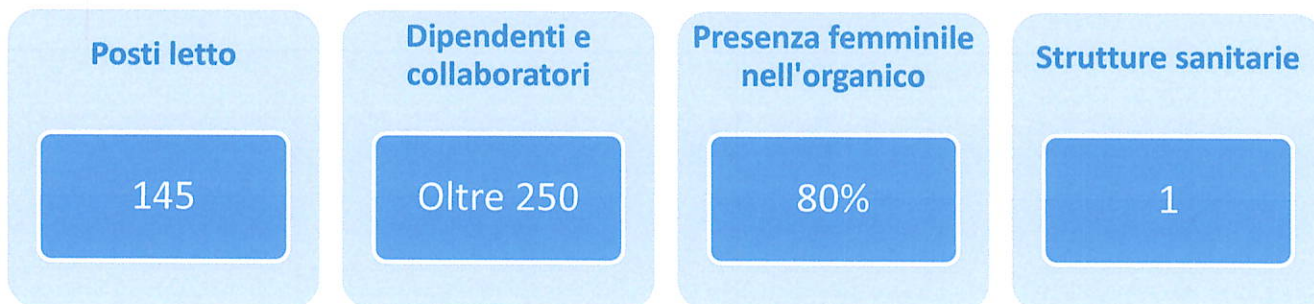 Posti letto
145
Dipendenti e
collaboratori
Oltre 250
Presenza femminile
nell'organico
80%
Strutture sanitarie
1